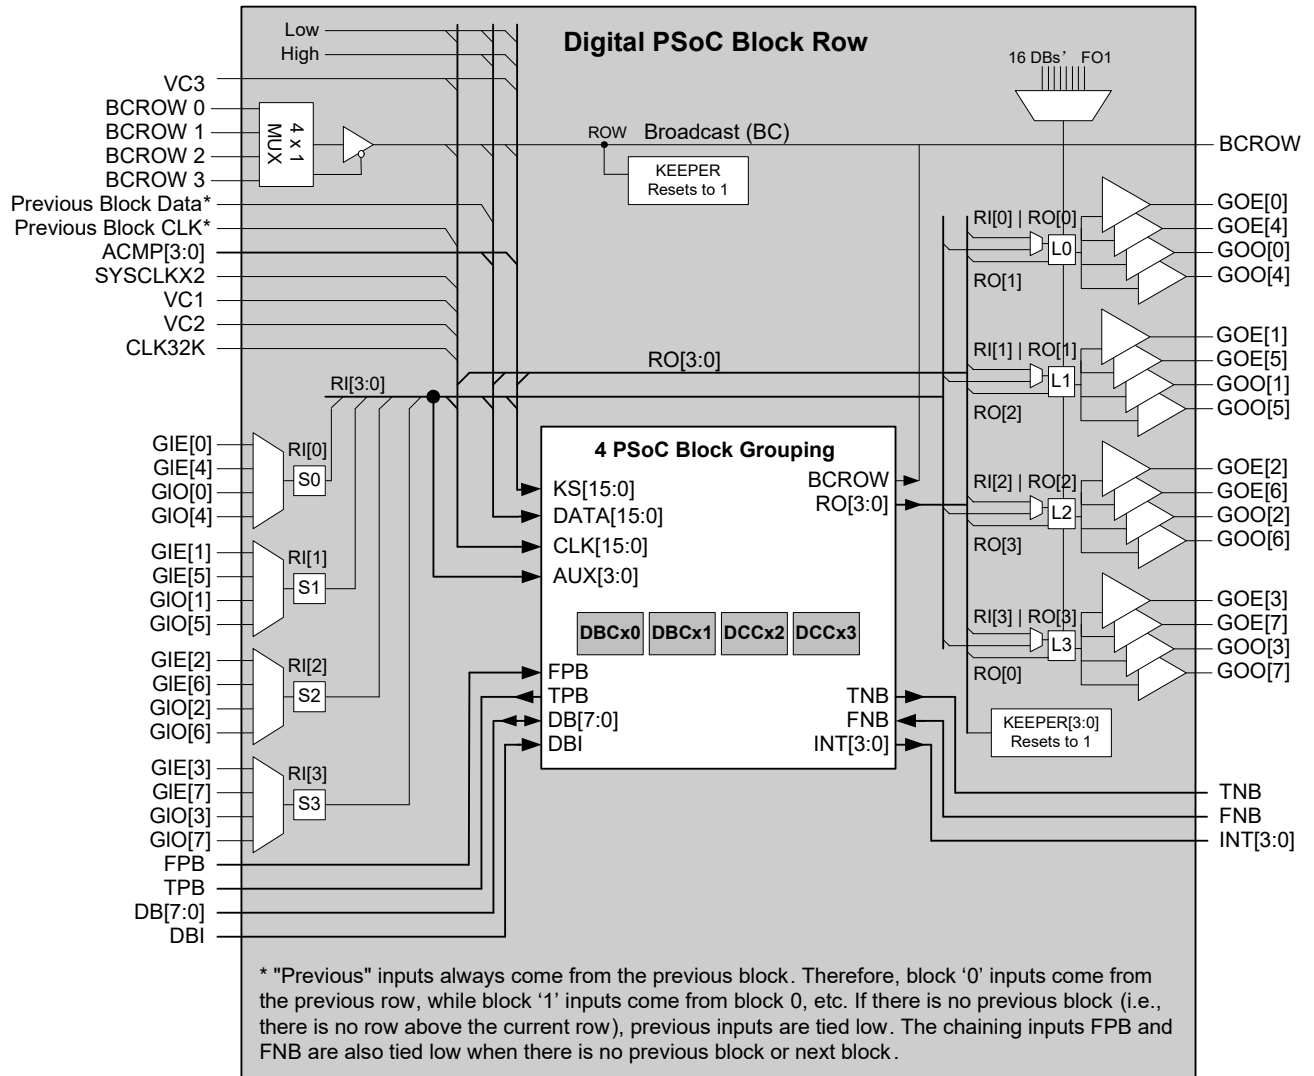 Digital PSoC Block Row
Low
High
VC3
BCROW 0
BCROW 1
BCROW 2
BCROW 3
4 x 1
MUX
Previous Block Data*
Previous Block CLK*
ACMP[3:0]
SYSCLKX2
VC1
VC2
CLK32K
ROW
Broadcast (BC)
KEEPER
Resets to 1
16 DBs' FO1
BCROW
RI[0] | RO[0]
L0
RO[1]
GOE[0]
GOE[4]
GOO[0]
GOO[4]
RI[1] | RO[1]
L1
RO[2]
GOE[1]
GOE[5]
GOO[1]
GOO[5]
RI[2] | RO[2]
L2
RO[3]
GOE[2]
GOE[6]
GOO[2]
GOO[6]
RI[3] | RO[3]
L3
RO[0]
GOE[3]
GOE[7]
GOO[3]
GOO[7]
KEEPER[3:0]
Resets to 1
RO[3:0]
RI[3:0]
GIE[0]
GIE[4]
GIO[0]
GIO[4]
RI[0]
S0
GIE[1]
GIE[5]
GIO[1]
GIO[5]
RI[1]
S1
GIE[2]
GIE[6]
GIO[2]
GIO[6]
RI[2]
S2
GIE[3]
GIE[7]
GIO[3]
GIO[7]
RI[3]
S3
FPB
TPB
DB[7:0]
DBI
4 PSoC Block Grouping
KS[15:0]
DATA[15:0]
CLK[15:0]
AUX[3:0]
BCROW
RO[3:0]
DBCx0 DBCx1 DCCx2 DCCx3
FPB
TPB
DB[7:0]
DBI
TNB
FNB
INT[3:0]
TNB
FNB
INT[3:0]
* "Previous" inputs always come from the previous block. Therefore, block ‘0’ inputs come from
the previous row, while block ‘1’ inputs come from block 0, etc. If there is no previous block (i.e.,
there is no row above the current row), previous inputs are tied low. The chaining inputs FPB and
FNB are also tied low when there is no previous block or next block.